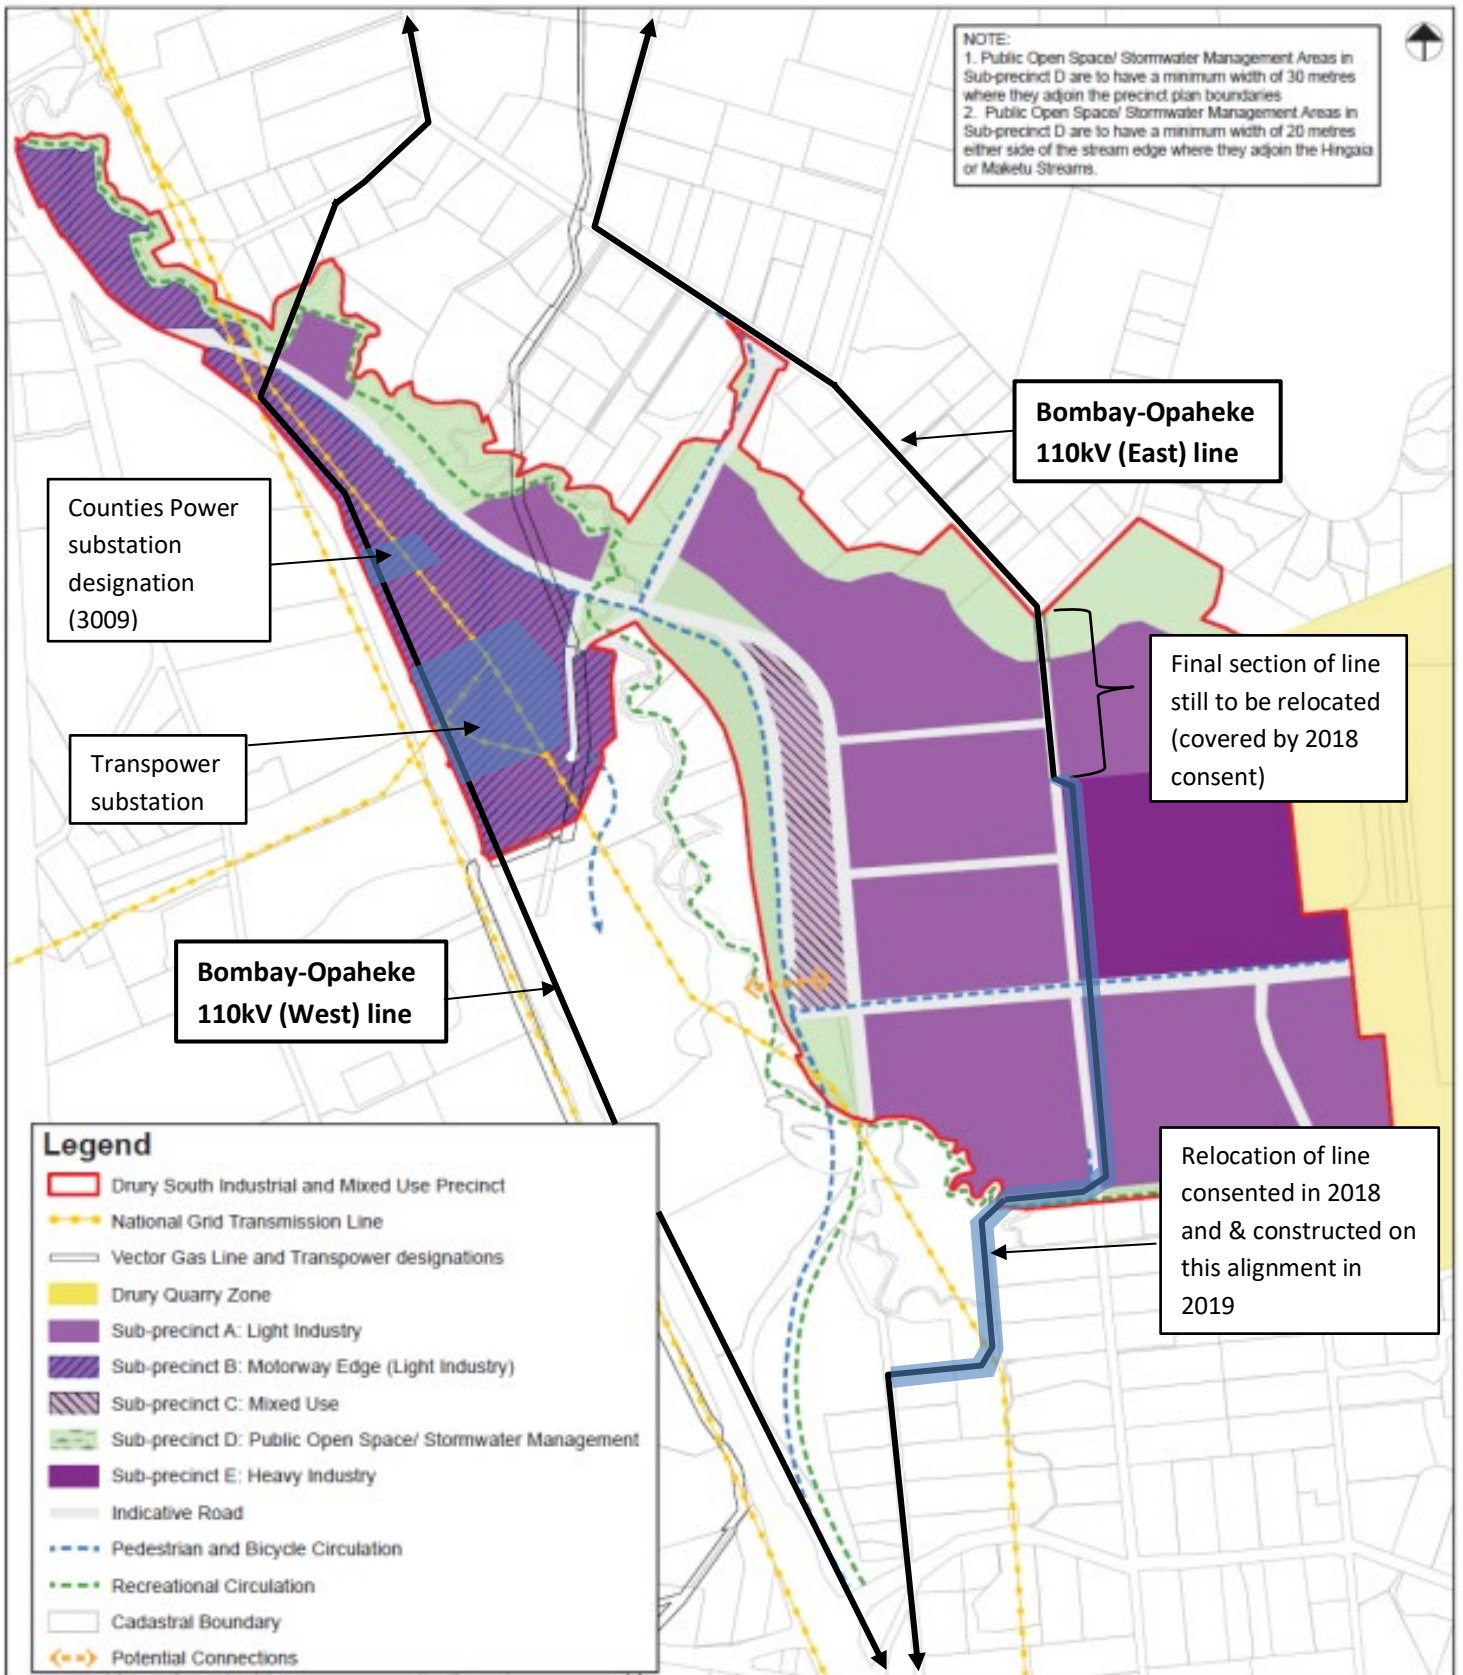 NOTE:
1. Public Open Space/ Stormwater Management Areas in
Sub-precinct D are to have a minimum width of 30 metres
where they adjoin the precinct plan boundaries
2. Public Open Space/ Stormwater Management Areas in
Sub-precinct D are to have a minimum width of 20 metres
either side of the stream edge where they adjoin the Hingaia
or Maketu Streams.
Bombay-Opaheke
110kV (East) line
Counties Power
substation
designation
(3009)
Final section of line
still to be relocated
(covered by 2018
consent)
Transpower
substation
Bombay-Opaheke
110kV (West) line
Relocation of line
consented in 2018
and & constructed on
this alignment in
2019
Legend
Drury South Industrial and Mixed Use Precinct
National Grid Transmission Line
Vector Gas Line and Transpower designations
Drury Quarry Zone
Sub-precinct A: Light Industry
Sub-precinct B: Motorway Edge (Light Industry)
Sub-precinct C: Mixed Use
Sub-precinct D: Public Open Space/ Stormwater Management
Sub-precinct E: Heavy Industry
Indicative Road
Pedestrian and Bicycle Circulation
Recreational Circulation
Cadastral Boundary
Potential Connections